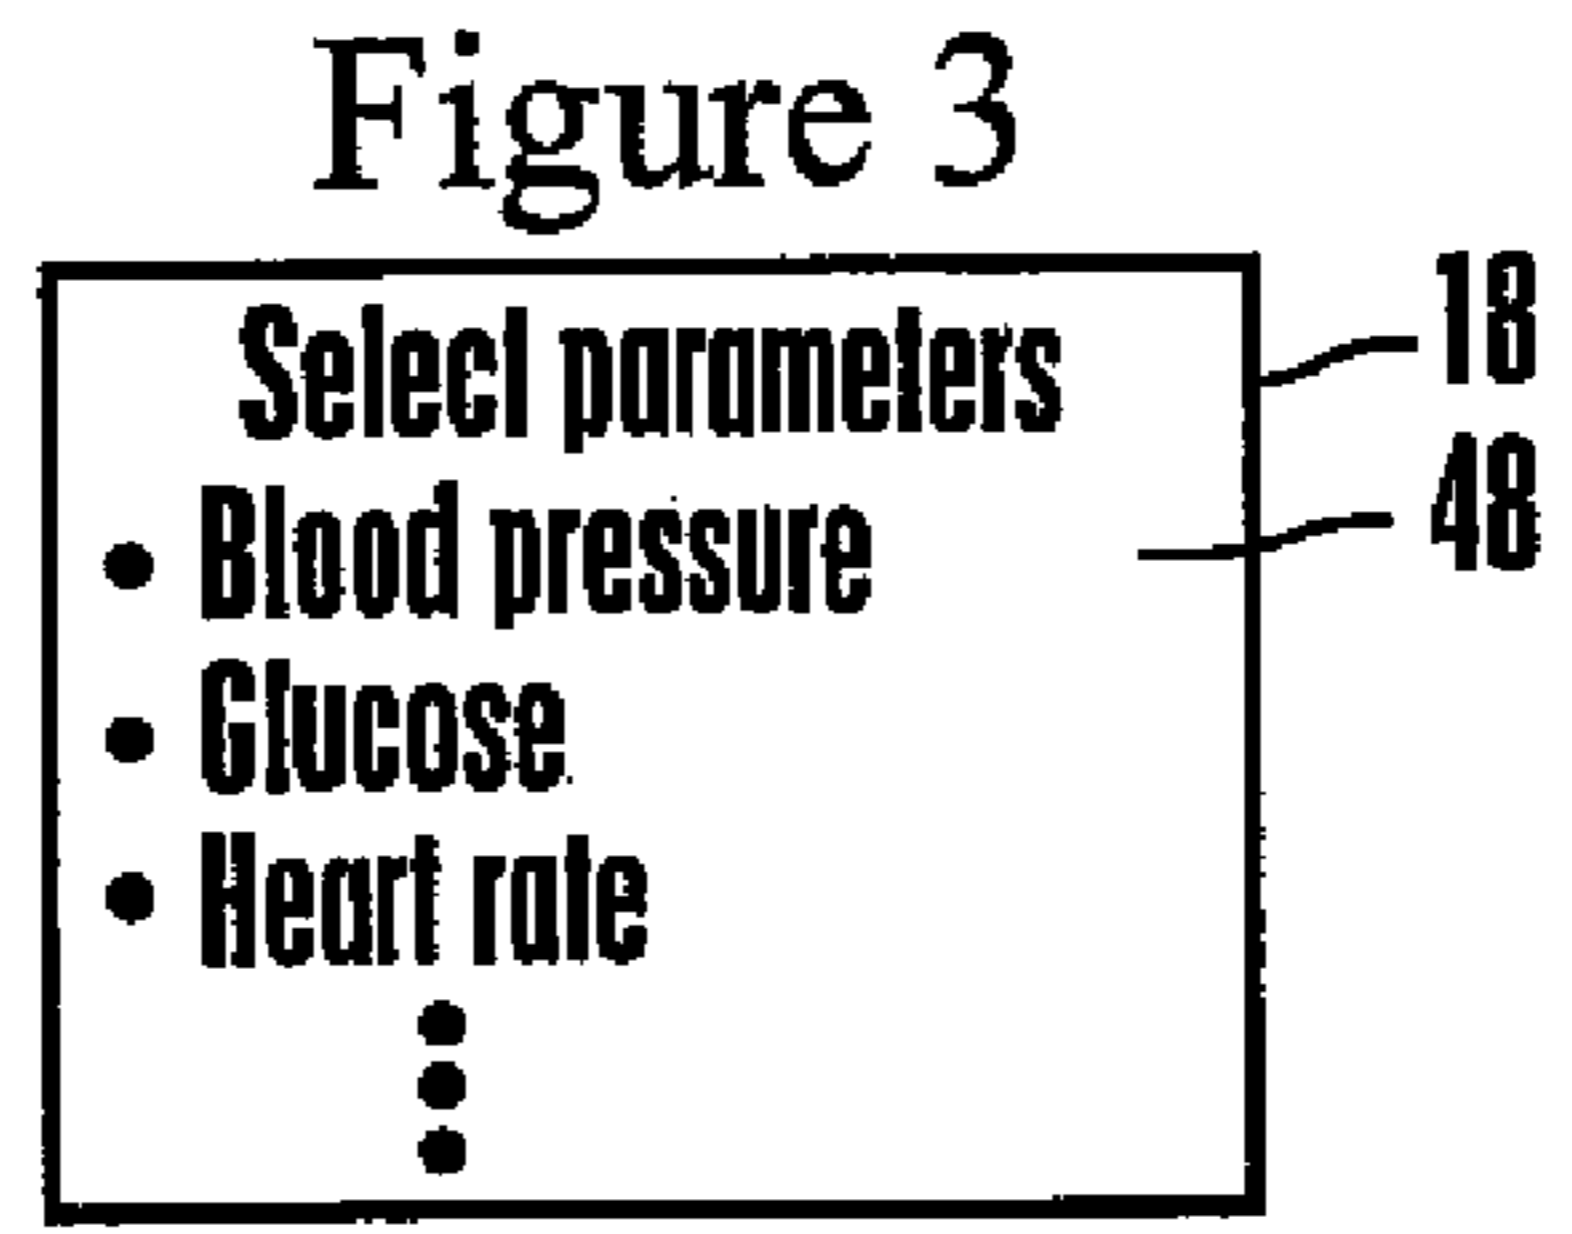 Figure 3
Select parameters
18
• Blood pressure
48
• Glucose
• Heart rate